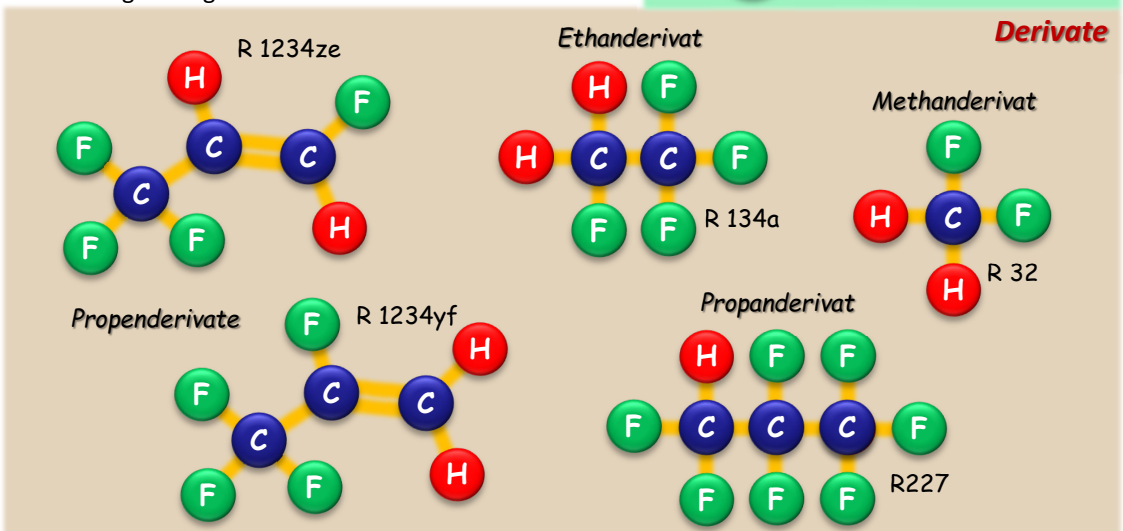 Derivate
R 1234ze
H
F
F
C
C
C
F
F
H
Ethanderivat
H
F
H
C
C
F
F
F
R 134a
Methanderivat
F
H
C
F
H
R 32
Propenderivate
R 1234yf
F
H
F
C
C
C
F
F
H
Propanderivat
H
F
F
F
C
C
C
F
F
F
F
R227